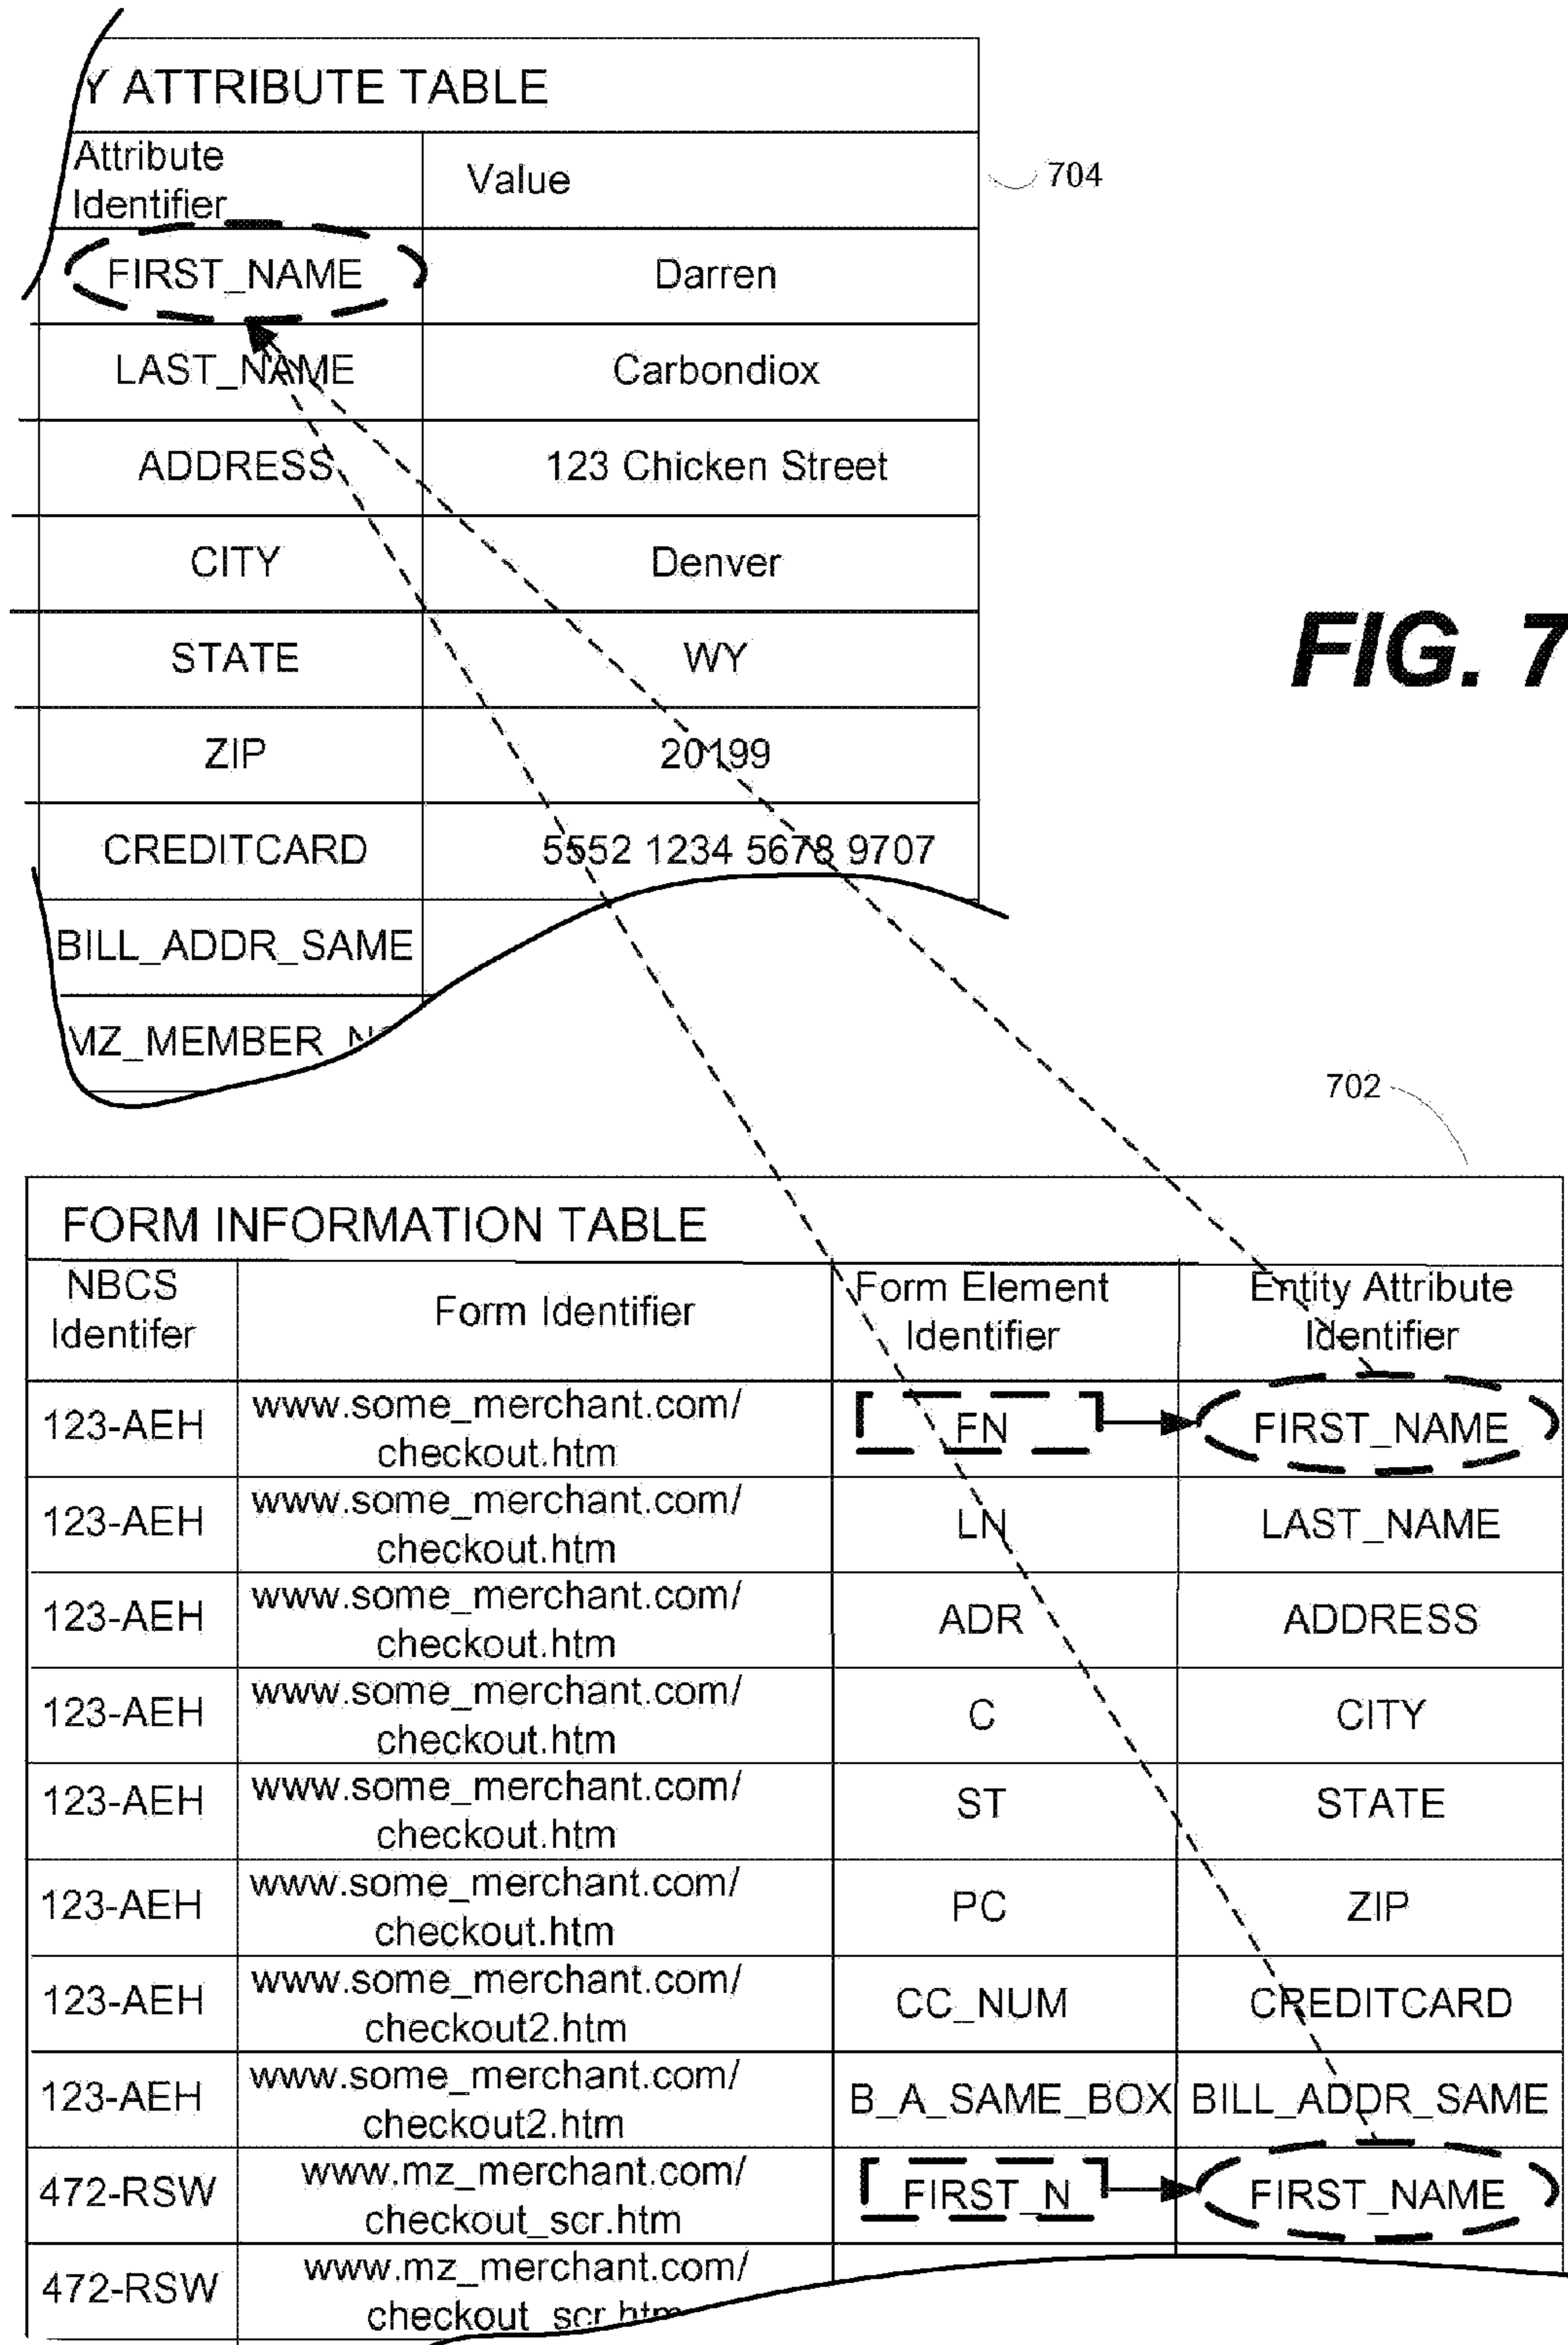 Y ATTRIBUTE TABLE
Attribute
Identifier
Value
704
FIRST_NAME
Darren
LAST_NAME
Carbondiox
ADDRESS
123 Chicken Street
CITY
Denver
STATE
WY
FIG. 7
ZIP
20199
CREDITCARD
5552 1234 5678 9707
BILL_ADDR_SAME
MZ_MEMBER
702
FORM INFORMATION TABLE
NBCS
Identifer
Form Identifier
Form Element
Identifier
Entity Attribute
Identifier
123-AEH
www.some_merchant.com/
checkout.htm
FN
FIRST_NAME
123-AEH
www.some_merchant.com/
checkout.htm
LN
LAST_NAME
123-AEH
www.some_merchant.com/
checkout.htm
ADR
ADDRESS
123-AEH
www.some_merchant.com/
checkout.htm
C
CITY
123-AEH
www.some_merchant.com/
checkout.htm
ST
STATE
123-AEH
www.some_merchant.com/
checkout.htm
PC
ZIP
123-AEH
www.some_merchant.com/
checkout2.htm
CC_NUM
CREDITCARD
123-AEH
www.some_merchant.com/
checkout2.htm
B_A_SAME_BOX
BILL_ADDR_SAME
472-RSW
www.mz_merchant.com/
checkout_scr.htm
FIRST_N
FIRST_NAME
472-RSW
www.mz_merchant.com/
checkout_scr.htm